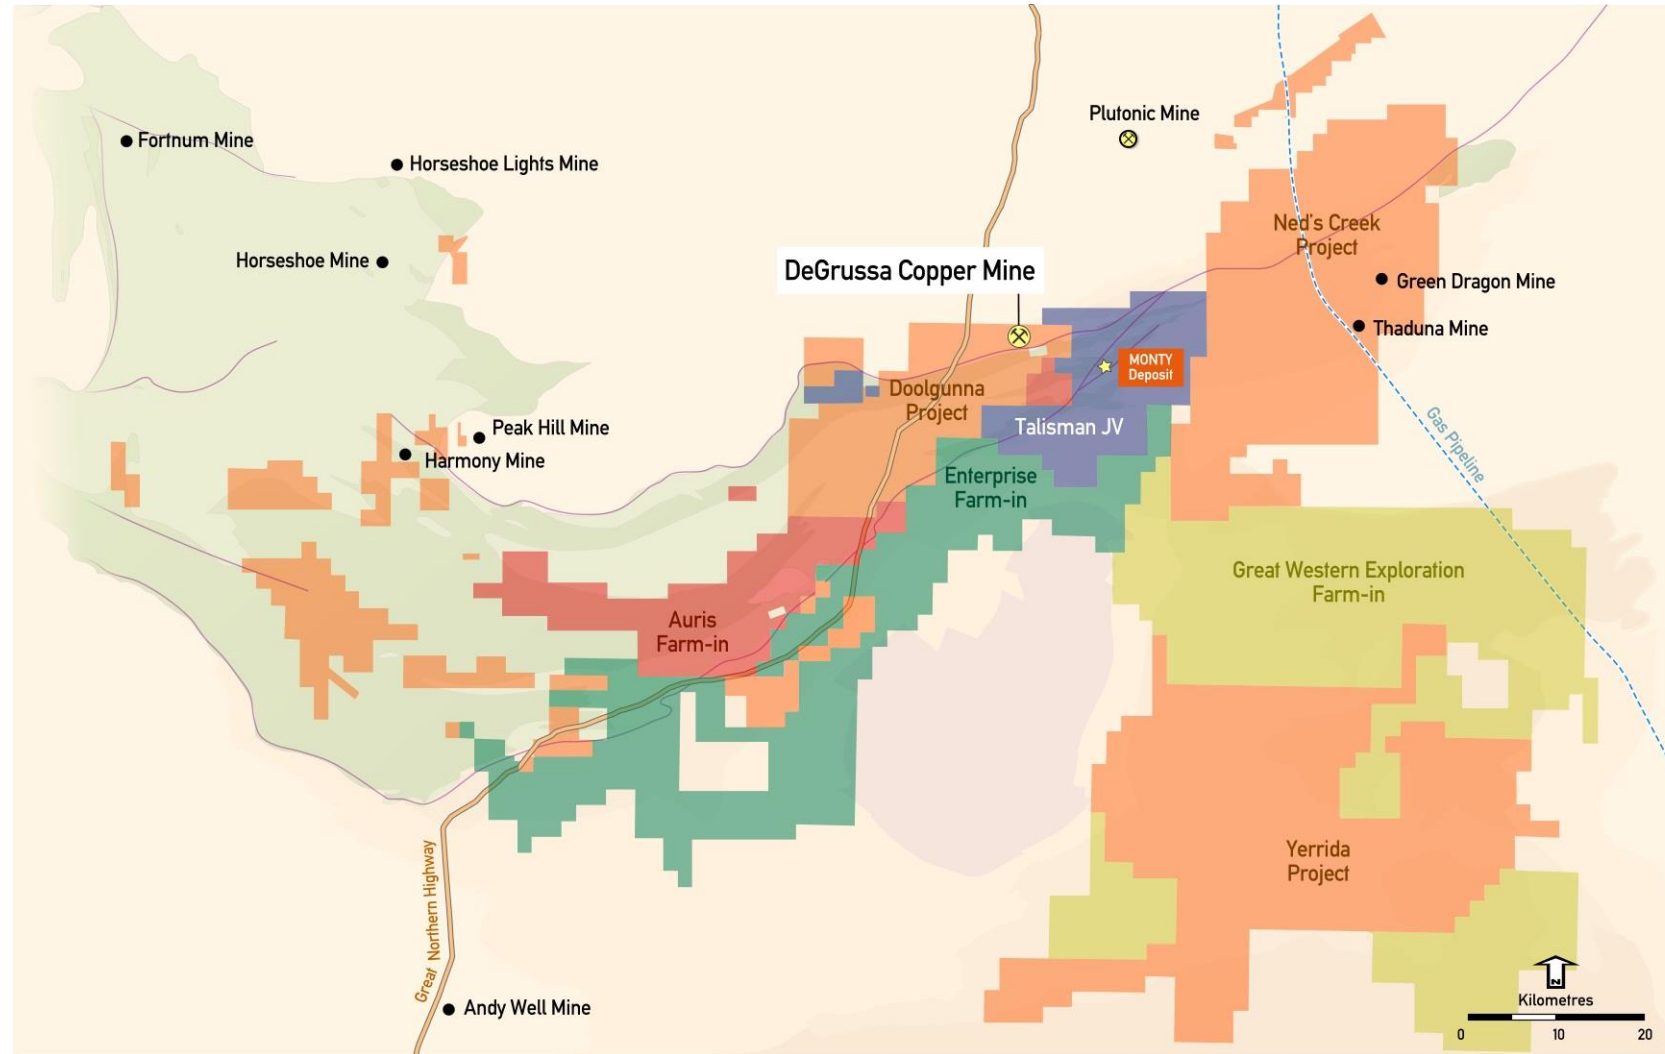 Plutonic Mine
Fortnum Mine
Horseshoe Lights Mine
Ned's Creek
Project
Horseshoe Mine
DeGrussa Copper Mine
Green Dragon Mine
Thaduna Mine
MONTY
Deposit
Doolgunna
Project
Talisman JV
Peak Hill Mine
Harmony Mine
Gas Pipeline
Enterprise
Farm-in
Great Western Exploration
Farm-in
Auris
Farm-in
Yerrida
Project
Great Northern Highway
Andy Well Mine
N
Kilometres
0 10 20